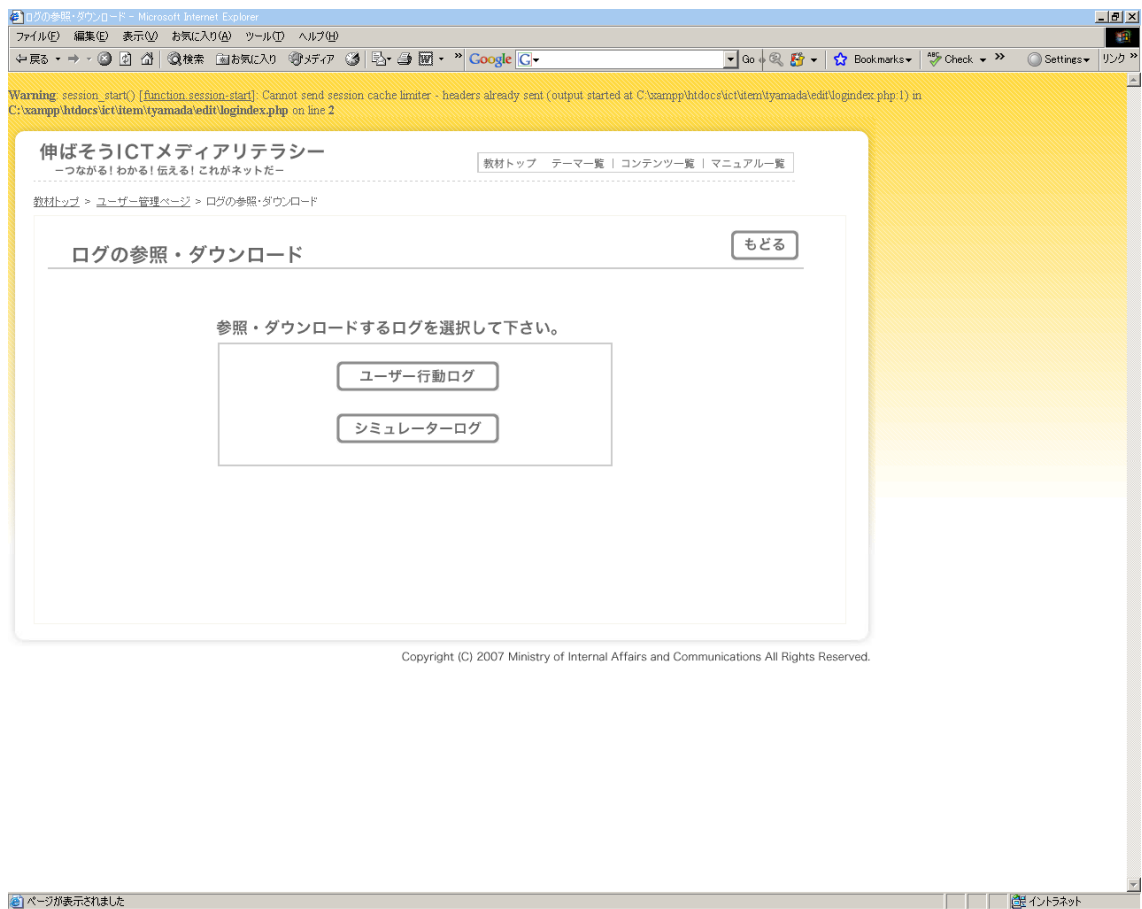 ログの参照・ダウンロード - Microsoft Internet Explorer
ファイル(F) 編集(E) 表示(V) お気に入り(A) ツール(T) ヘルプ(H)
戻る 検索 お気に入り メディア » Google G Go Bookmarks ABC Check » Settings リンク »
Warning: session_start() [function.session-start]: Cannot send session cache limiter - headers already sent (output started at C:\xampp\htdocs\ict\item\tyamada\edit\logindex.php:1) in
C:\xampp\htdocs\ict\item\tyamada\edit\logindex.php on line 2
伸ばそうICTメディアリテラシー
ーつながる!わかる!伝える!これがネットだー
教材トップ テーマ一覧 | コンテンツ一覧 | マニュアル一覧
教材トップ > ユーザー管理ページ > ログの参照・ダウンロード
ログの参照・ダウンロード
もどる
参照・ダウンロードするログを選択して下さい。
ユーザー行動ログ
シミュレーターログ
Copyright (C) 2007 Ministry of Internal Affairs and Communications All Rights Reserved.
ページが表示されました
イントラネット